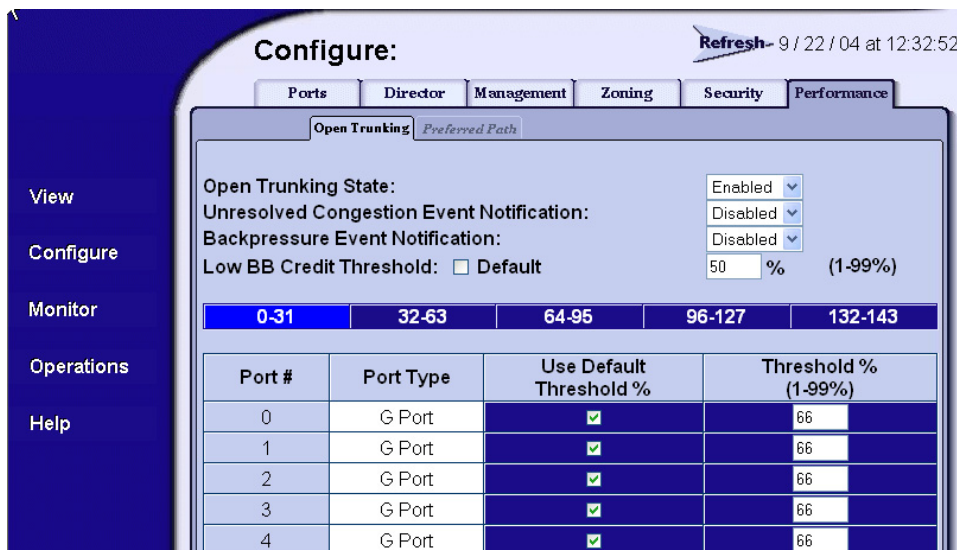 Configure:
Refresh- 9 / 22 / 04 at 12:32:52
Ports Director Management Zoning Security Performance
Open Trunking Preferred Path
View
Configure
Monitor
Operations
Help
Open Trunking State: Enabled
Unresolved Congestion Event Notification: Disabled
Backpressure Event Notification: Disabled
Low BB Credit Threshold: Default 50 % (1-99%)
0-31 32-63 64-95 96-127 132-143
Port # Port Type Use Default Threshold % Threshold % (1-99%)
0 G Port 66
1 G Port 66
2 G Port 66
3 G Port 66
4 G Port 66